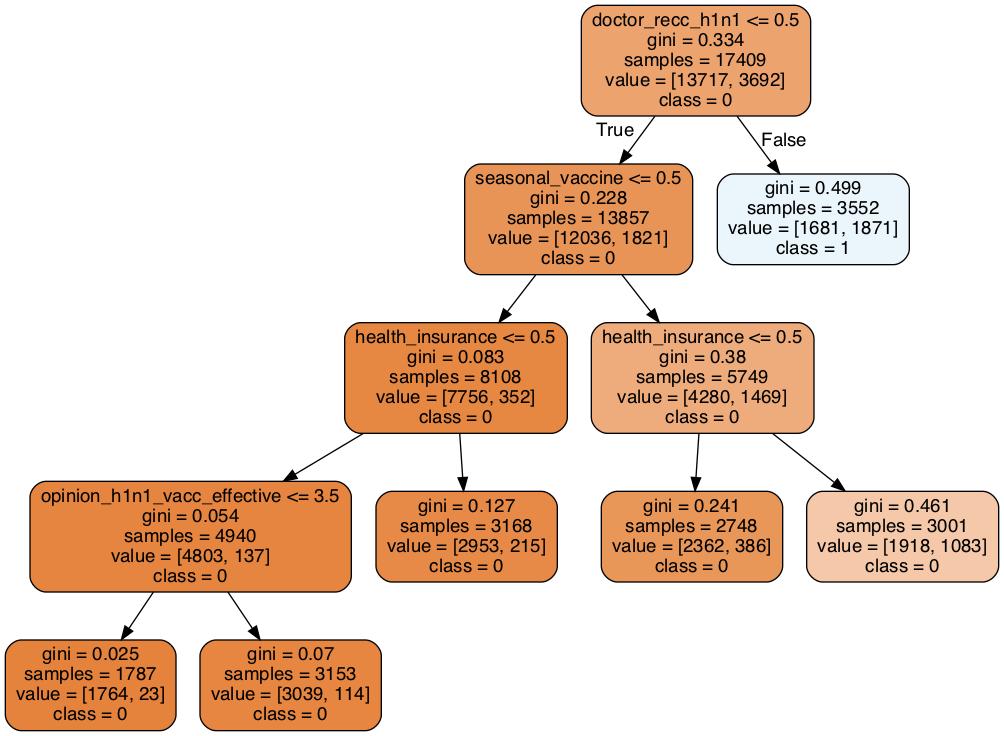 doctor_recc_h1n1 <= 0.5
gini = 0.334
samples = 17409
value = [13717, 3692]
class = 0
True
False
seasonal_vaccine <= 0.5
gini = 0.228
samples = 13857
value = [12036, 1821]
class = 0
gini = 0.499
samples = 3552
value = [1681, 1871]
class = 1
health_insurance <= 0.5
gini = 0.083
samples = 8108
value = [7756, 352]
class = 0
health_insurance <= 0.5
gini = 0.38
samples = 5749
value = [4280, 1469]
class = 0
opinion_h1n1_vacc_effective <= 3.5
gini = 0.054
samples = 4940
value = [4803, 137]
class = 0
gini = 0.127
samples = 3168
value = [2953, 215]
class = 0
gini = 0.241
samples = 2748
value = [2362, 386]
class = 0
gini = 0.461
samples = 3001
value = [1918, 1083]
class = 0
gini = 0.025
samples = 1787
value = [1764, 23]
class = 0
gini = 0.07
samples = 3153
value = [3039, 114]
class = 0